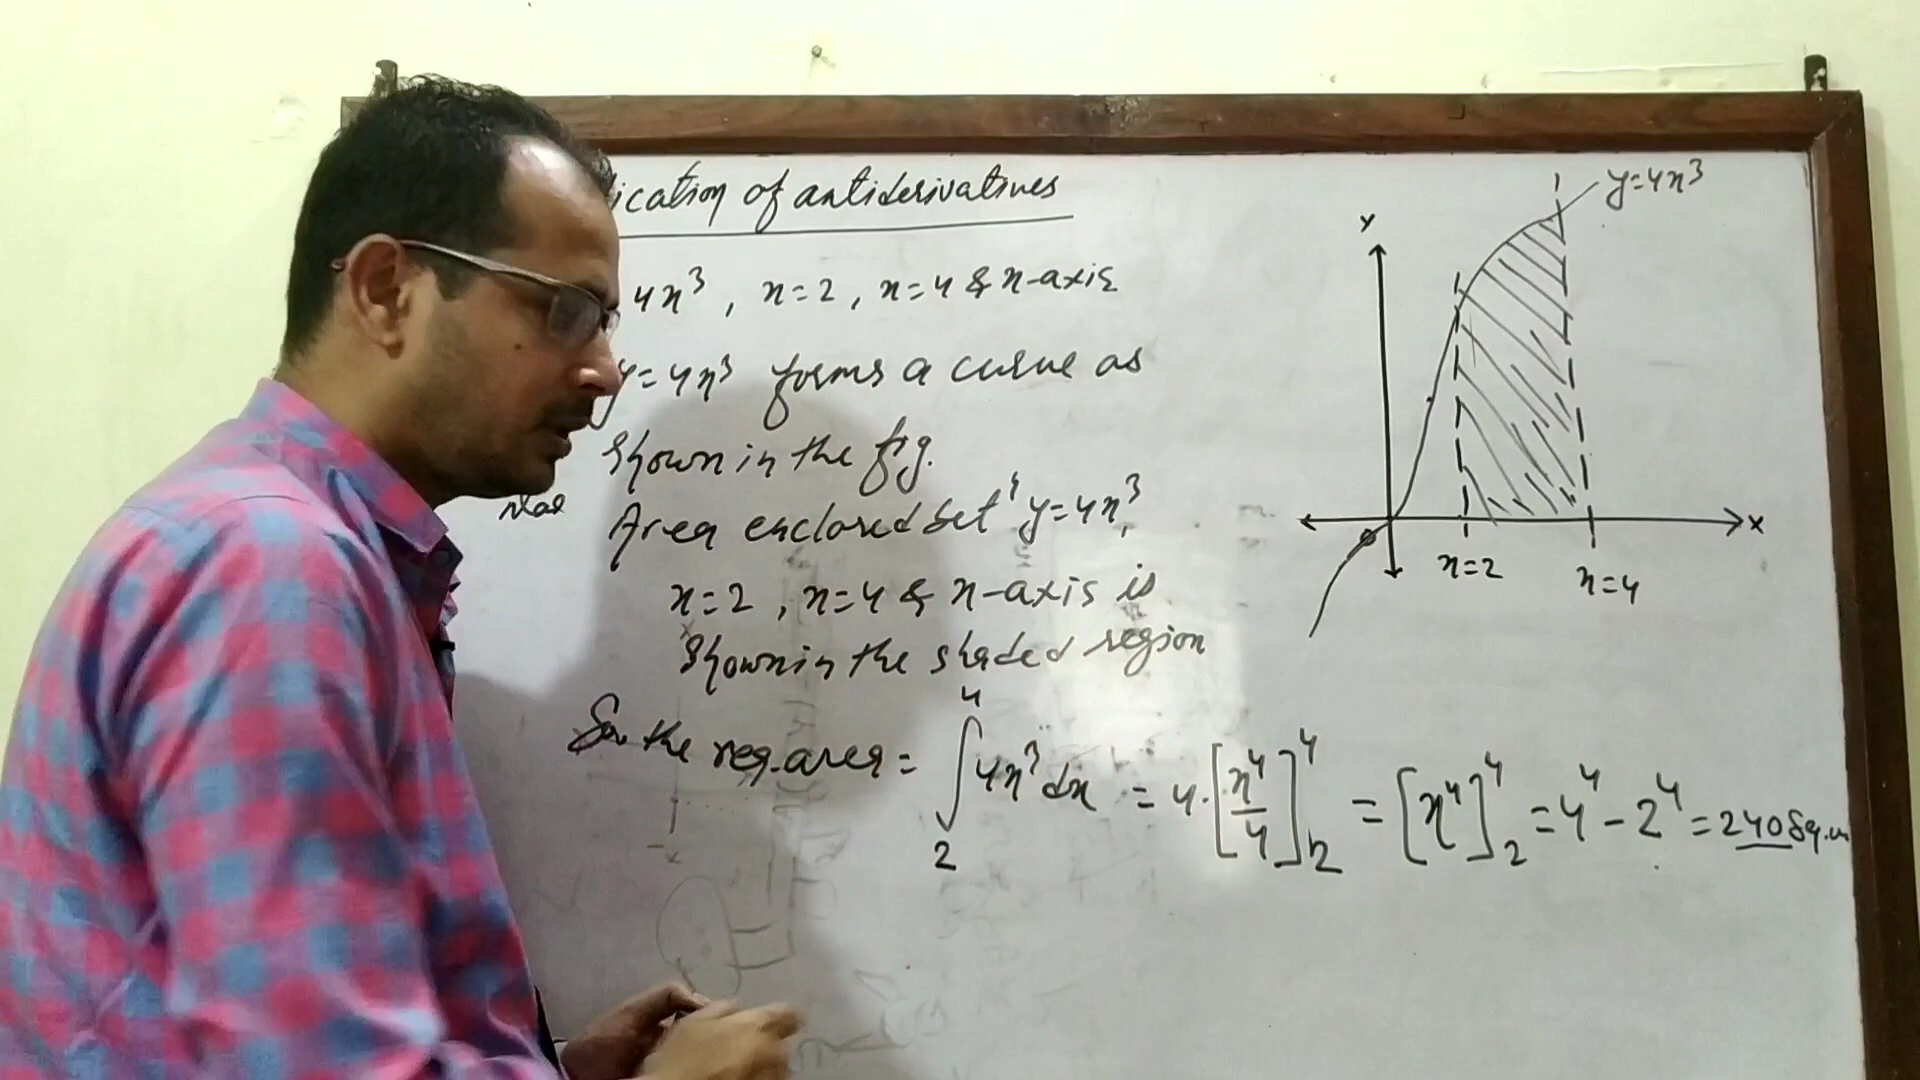 ication of antiderivatives
4x³, x=2, x=4 & x-axis
y=4x³ forms a curve as
shown in the fig.
Area enclosed bet y=4x³,
x=2, x=4 & x-axis is
shown in the shaded region
So the req. area = ∫₂⁴ 4x³ dx = 4·[x⁴/4]₂⁴ = [x⁴]₂⁴ = 4⁴ - 2⁴ = 240 Sq.
y=4x³
Y
X
x=2
x=4